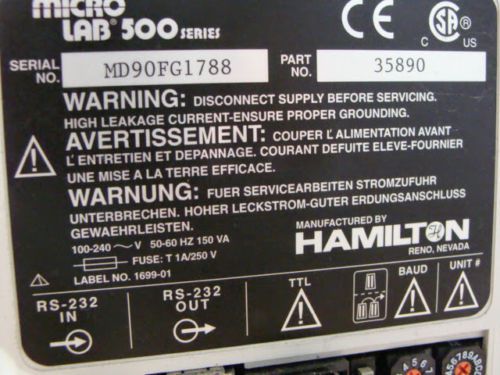 MICRO
LAB® 500 SERIES
SERIAL NO. MD90FG1788
PART NO. 35890
C US
WARNING: DISCONNECT SUPPLY BEFORE SERVICING.
HIGH LEAKAGE CURRENT-ENSURE PROPER GROUNDING.
AVERTISSEMENT: COUPER L'ALIMENTATION AVANT
L'ENTRETIEN ET DEPANNAGE. COURANT DEFUITE ELEVE-FOURNIER
UNE MISE A LA TERRE EFFICACE.
WARNUNG: FUER SERVICEARBEITEN STROMZUFUHR
UNTERBRECHEN. HOHER LECKSTROM-GUTER ERDUNGSANSCHLUSS
GEWAEHRLEISTEN.
100-240 ~ V 50-60 HZ 150 VA
FUSE: T 1A/250 V
LABEL NO. 1699-01
MANUFACTURED BY
HAMILTON
RENO, NEVADA
RS-232 IN
RS-232 OUT
TTL
BAUD
UNIT #